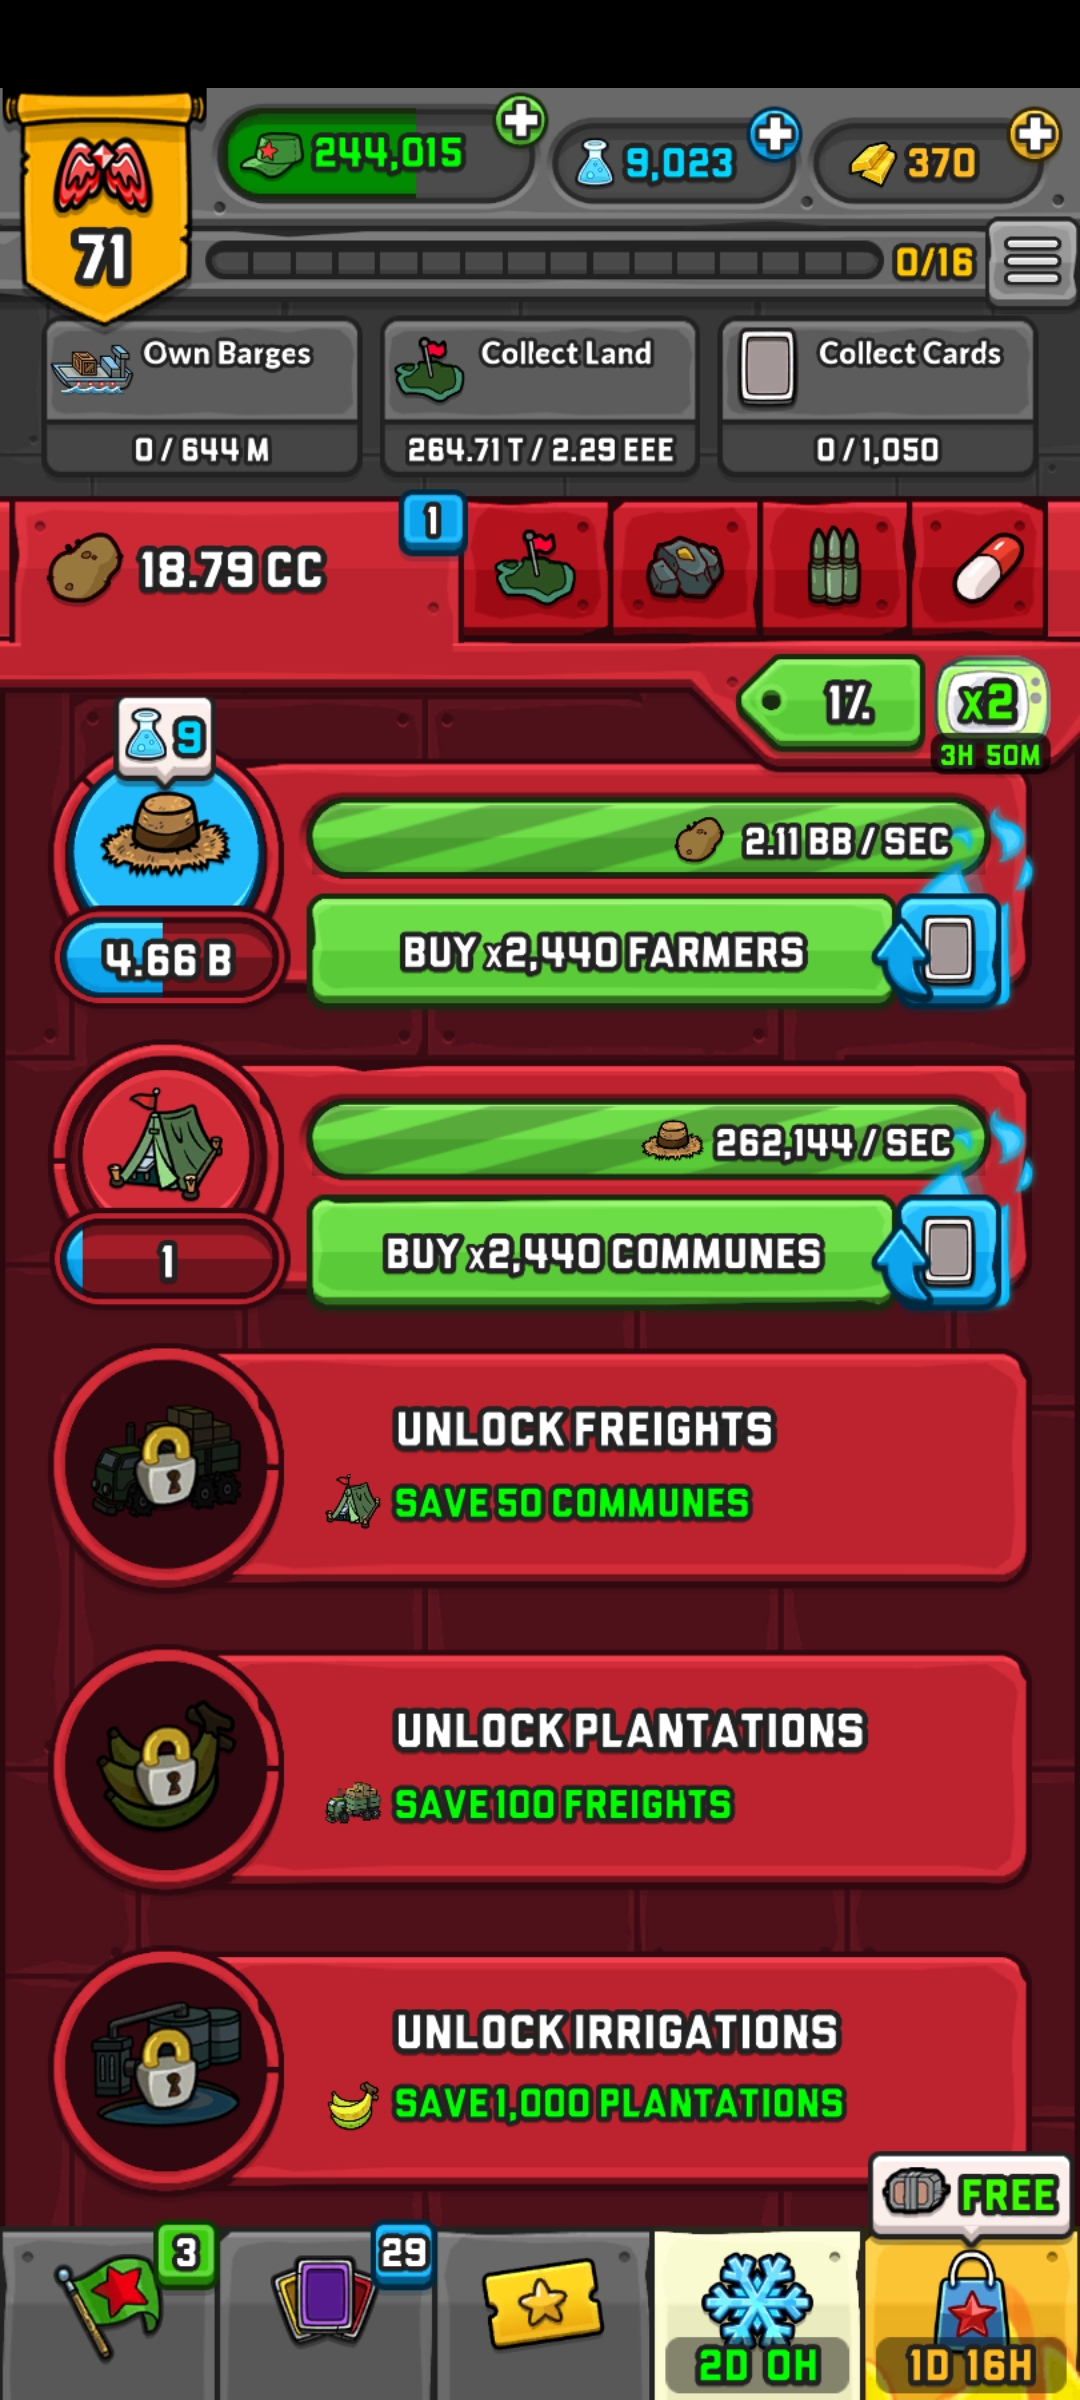 244,015
9,023
370
71
0/16
Own Barges
0 / 644 M
Collect Land
264.71 T / 2.29 EEE
Collect Cards
0 / 1,050
18.79 CC
1
1%
x2
3H 50M
9
2.11 BB / SEC
4.66 B
BUY x2,440 FARMERS
262,144 / SEC
1
BUY x2,440 COMMUNES
UNLOCK FREIGHTS
SAVE 50 COMMUNES
UNLOCK PLANTATIONS
SAVE 100 FREIGHTS
UNLOCK IRRIGATIONS
SAVE 1,000 PLANTATIONS
FREE
3
29
2D 0H
1D 16H